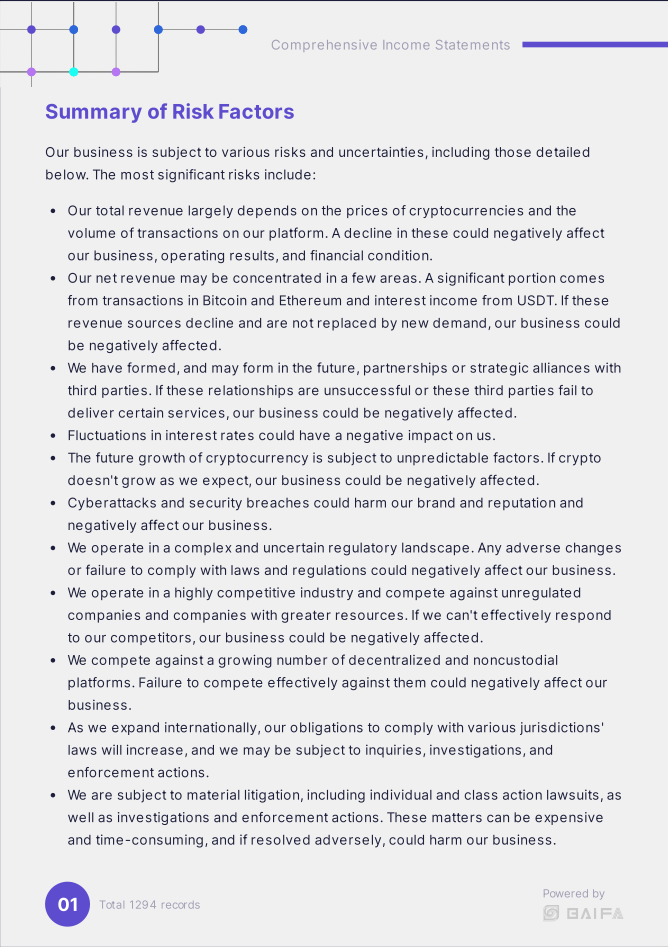 Comprehensive Income Statements
Summary of Risk Factors
Our business is subject to various risks and uncertainties, including those detailed
below. The most significant risks include:
• Our total revenue largely depends on the prices of cryptocurrencies and the
volume of transactions on our platform. A decline in these could negatively affect
our business, operating results, and financial condition.
• Our net revenue may be concentrated in a few areas. A significant portion comes
from transactions in Bitcoin and Ethereum and interest income from USDT. If these
revenue sources decline and are not replaced by new demand, our business could
be negatively affected.
• We have formed, and may form in the future, partnerships or strategic alliances with
third parties. If these relationships are unsuccessful or these third parties fail to
deliver certain services, our business could be negatively affected.
• Fluctuations in interest rates could have a negative impact on us.
• The future growth of cryptocurrency is subject to unpredictable factors. If crypto
doesn't grow as we expect, our business could be negatively affected.
• Cyberattacks and security breaches could harm our brand and reputation and
negatively affect our business.
• We operate in a complex and uncertain regulatory landscape. Any adverse changes
or failure to comply with laws and regulations could negatively affect our business.
• We operate in a highly competitive industry and compete against unregulated
companies and companies with greater resources. If we can't effectively respond
to our competitors, our business could be negatively affected.
• We compete against a growing number of decentralized and noncustodial
platforms. Failure to compete effectively against them could negatively affect our
business.
• As we expand internationally, our obligations to comply with various jurisdictions'
laws will increase, and we may be subject to inquiries, investigations, and
enforcement actions.
• We are subject to material litigation, including individual and class action lawsuits, as
well as investigations and enforcement actions. These matters can be expensive
and time-consuming, and if resolved adversely, could harm our business.
01
Total 1294 records
Powered by
GAIFA